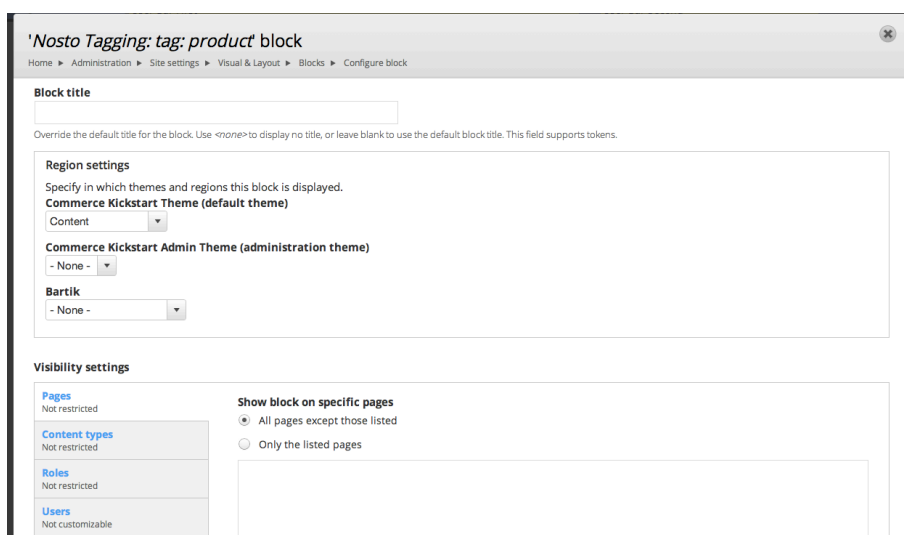 'Nosto Tagging: tag: product' block
Home ► Administration ► Site settings ► Visual & Layout ► Blocks ► Configure block
Block title
Override the default title for the block. Use <none> to display no title, or leave blank to use the default block title. This field supports tokens.
Region settings
Specify in which themes and regions this block is displayed.
Commerce Kickstart Theme (default theme)
Content
Commerce Kickstart Admin Theme (administration theme)
- None -
Bartik
- None -
Visibility settings
Pages
Not restricted
Content types
Not restricted
Roles
Not restricted
Users
Not customizable
Show block on specific pages
All pages except those listed
Only the listed pages